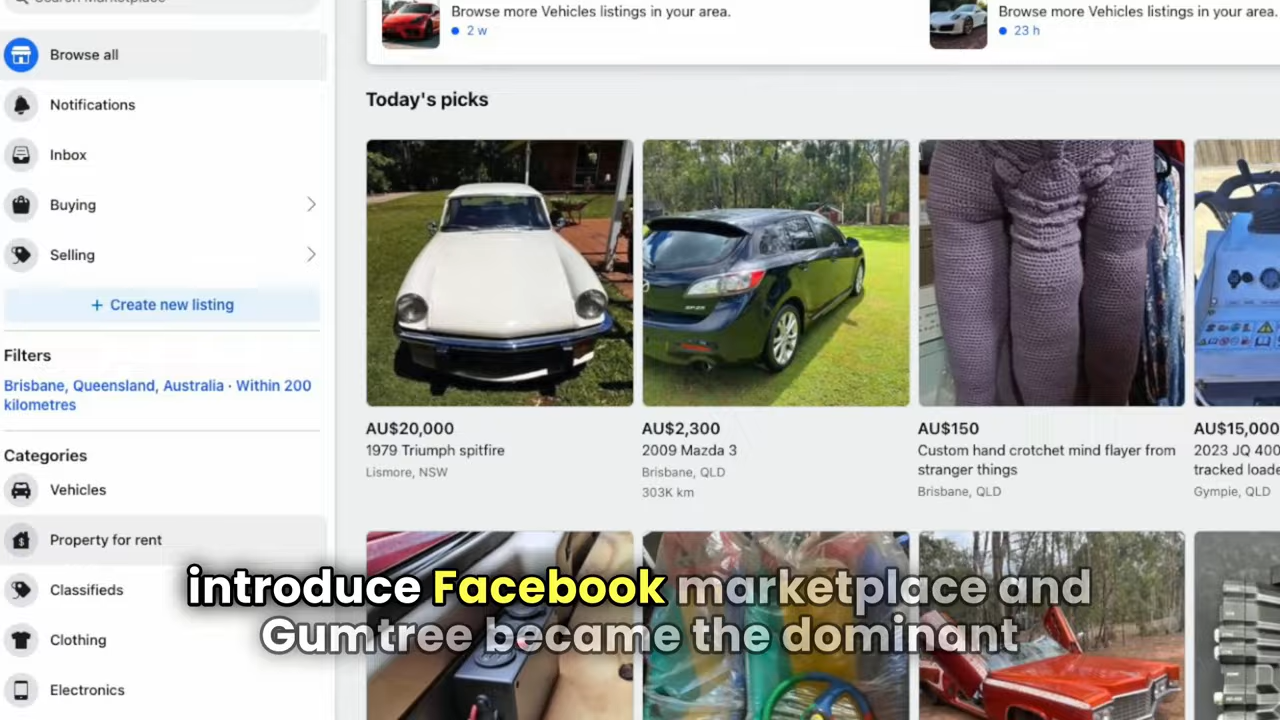 Search Marketplace
Browse all
Notifications
Inbox
Buying
Selling
+ Create new listing
Filters
Brisbane, Queensland, Australia · Within 200
kilometres
Categories
Vehicles
Property for rent
Classifieds
Clothing
Electronics
Browse more Vehicles listings in your area.
2 w
Browse more Vehicles listings in your area.
23 h
Today's picks
AU$20,000
1979 Triumph spitfire
Lismore, NSW
AU$2,300
2009 Mazda 3
Brisbane, QLD
303K km
AU$150
Custom hand crotchet mind flayer from
stranger things
Brisbane, QLD
AU$15,000
2023 JQ 400
tracked loade
Gympie, QLD
introduce Facebook marketplace and
Gumtree became the dominant